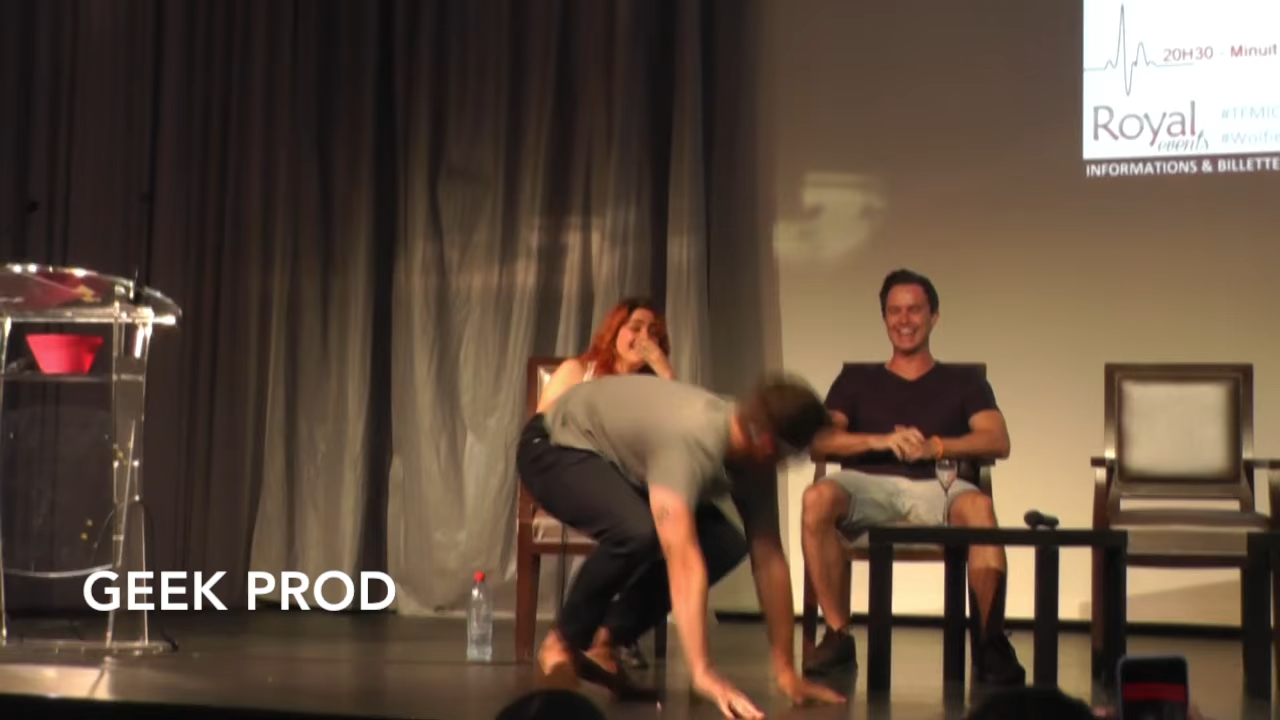 20H30 - Minuit
Royal
events
INFORMATIONS & BILLETTE
GEEK PROD